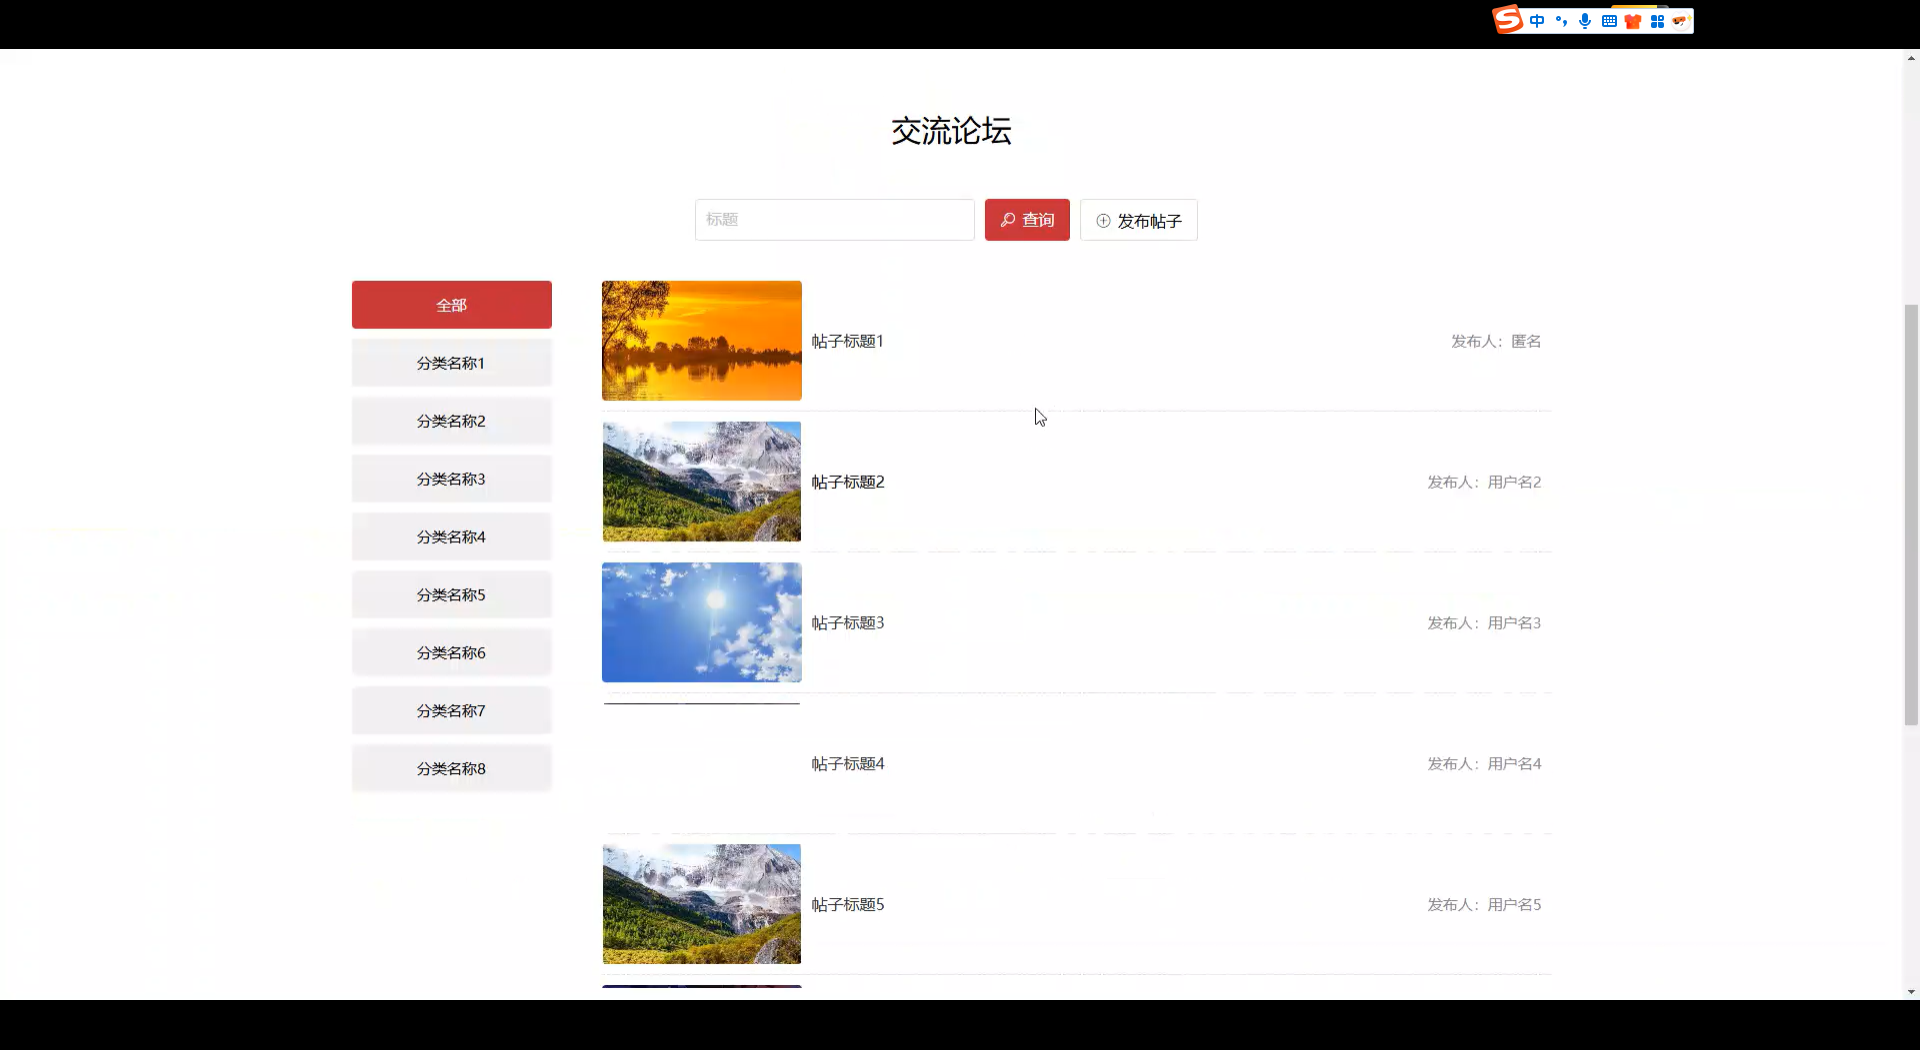 中
交流论坛
标题
查询
发布帖子
全部
分类名称1
分类名称2
分类名称3
分类名称4
分类名称5
分类名称6
分类名称7
分类名称8
帖子标题1
发布人：匿名
帖子标题2
发布人：用户名2
帖子标题3
发布人：用户名3
帖子标题4
发布人：用户名4
帖子标题5
发布人：用户名5